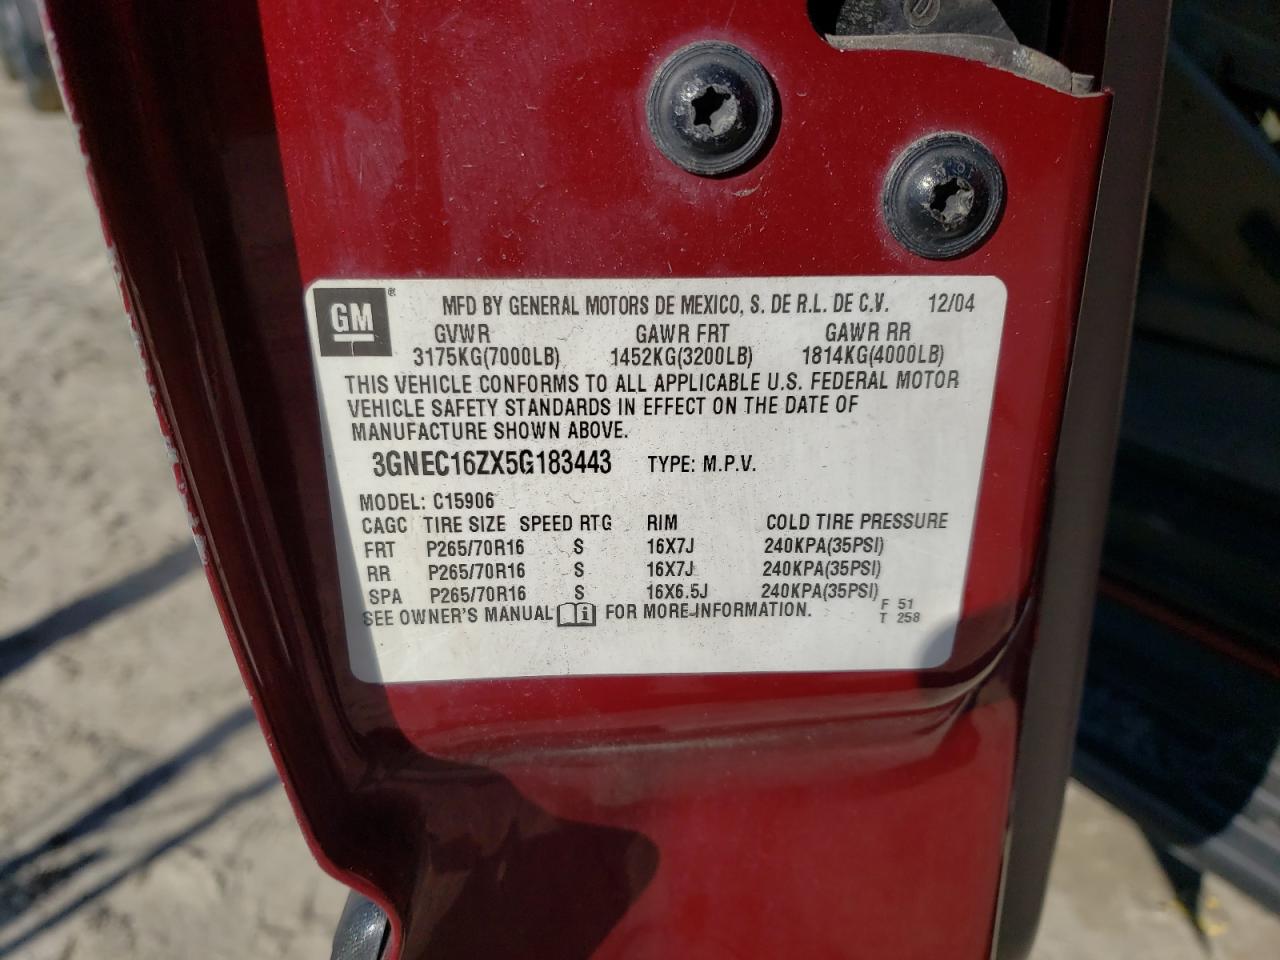 GM® MFD BY GENERAL MOTORS DE MEXICO, S. DE R.L. DE C.V. 12/04
GVWR GAWR FRT GAWR RR
3175KG(7000LB) 1452KG(3200LB) 1814KG(4000LB)
THIS VEHICLE CONFORMS TO ALL APPLICABLE U.S. FEDERAL MOTOR
VEHICLE SAFETY STANDARDS IN EFFECT ON THE DATE OF
MANUFACTURE SHOWN ABOVE.
3GNEC16ZX5G183443 TYPE: M.P.V.
MODEL: C15906
CAGC TIRE SIZE SPEED RTG RIM COLD TIRE PRESSURE
FRT P265/70R16 S 16X7J 240KPA(35PSI)
RR P265/70R16 S 16X7J 240KPA(35PSI)
SPA P265/70R16 S 16X6.5J 240KPA(35PSI)
SEE OWNER'S MANUAL i FOR MORE INFORMATION. F 51
T 258